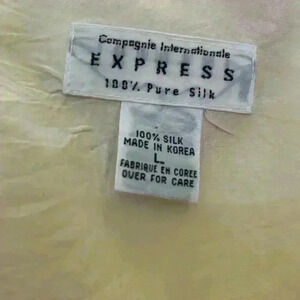 Compagnie Internationale
EXPRESS
100% Pure Silk
100% SILK
MADE IN KOREA
L
FABRIQUE EN COREE
OVER FOR CARE